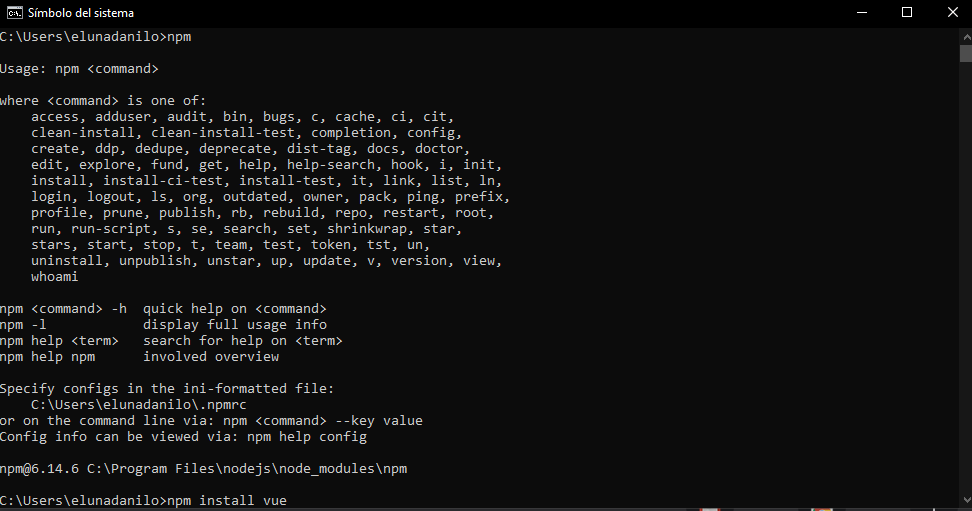 Símbolo del sistema
C:\Users\elunadanilo>npm
Usage: npm <command>
where <command> is one of:
    access, adduser, audit, bin, bugs, c, cache, ci, cit,
    clean-install, clean-install-test, completion, config,
    create, ddp, dedupe, deprecate, dist-tag, docs, doctor,
    edit, explore, fund, get, help, help-search, hook, i, init,
    install, install-ci-test, install-test, it, link, list, ln,
    login, logout, ls, org, outdated, owner, pack, ping, prefix,
    profile, prune, publish, rb, rebuild, repo, restart, root,
    run, run-script, s, se, search, set, shrinkwrap, star,
    stars, start, stop, t, team, test, token, tst, un,
    uninstall, unpublish, unstar, up, update, v, version, view,
    whoami
npm <command> -h  quick help on <command>
npm -l            display full usage info
npm help <term>   search for help on <term>
npm help npm      involved overview
Specify configs in the ini-formatted file:
    C:\Users\elunadanilo\.npmrc
or on the command line via: npm <command> --key value
Config info can be viewed via: npm help config
npm@6.14.6 C:\Program Files\nodejs\node_modules\npm
C:\Users\elunadanilo>npm install vue